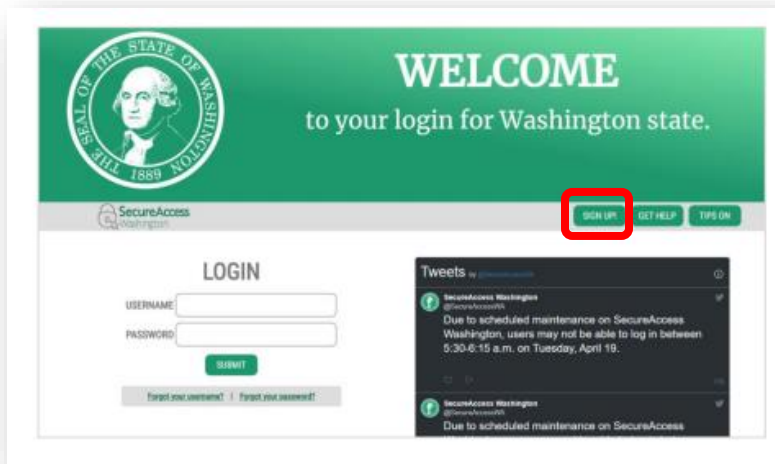 THE SEAL OF THE STATE OF WASHINGTON
1889
WELCOME
to your login for Washington state.
SecureAccess
Washington
SIGN UP!
GET HELP
TIPS ON
LOGIN
USERNAME
PASSWORD
SUBMIT
Forgot your username? | Forgot your password?
Tweets by
SecureAccess Washington
@SecureAccessWA
Due to scheduled maintenance on SecureAccess
Washington, users may not be able to log in between
5:30-6:15 a.m. on Tuesday, April 19.
SecureAccess Washington
@SecureAccessWA
Due to scheduled maintenance on SecureAccess